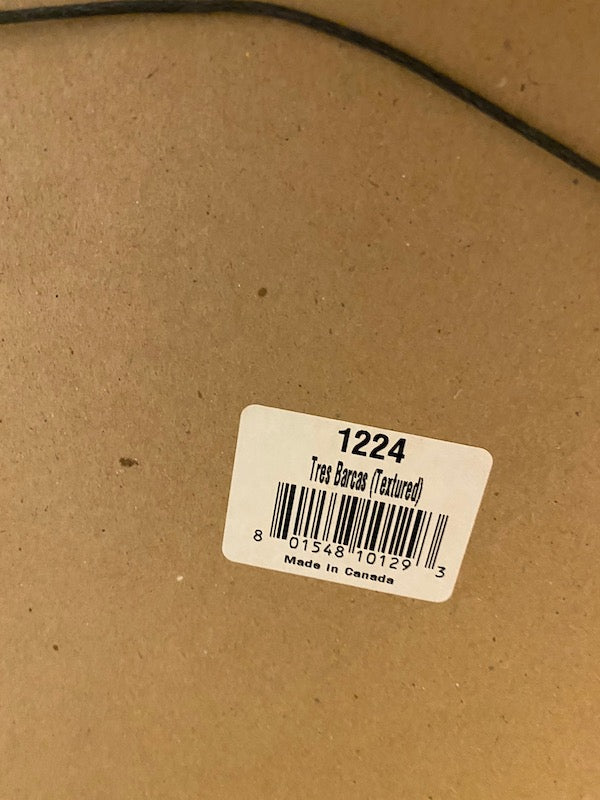 1224
Tres Barcas (Textured)
8 01548 10129 3
Made in Canada